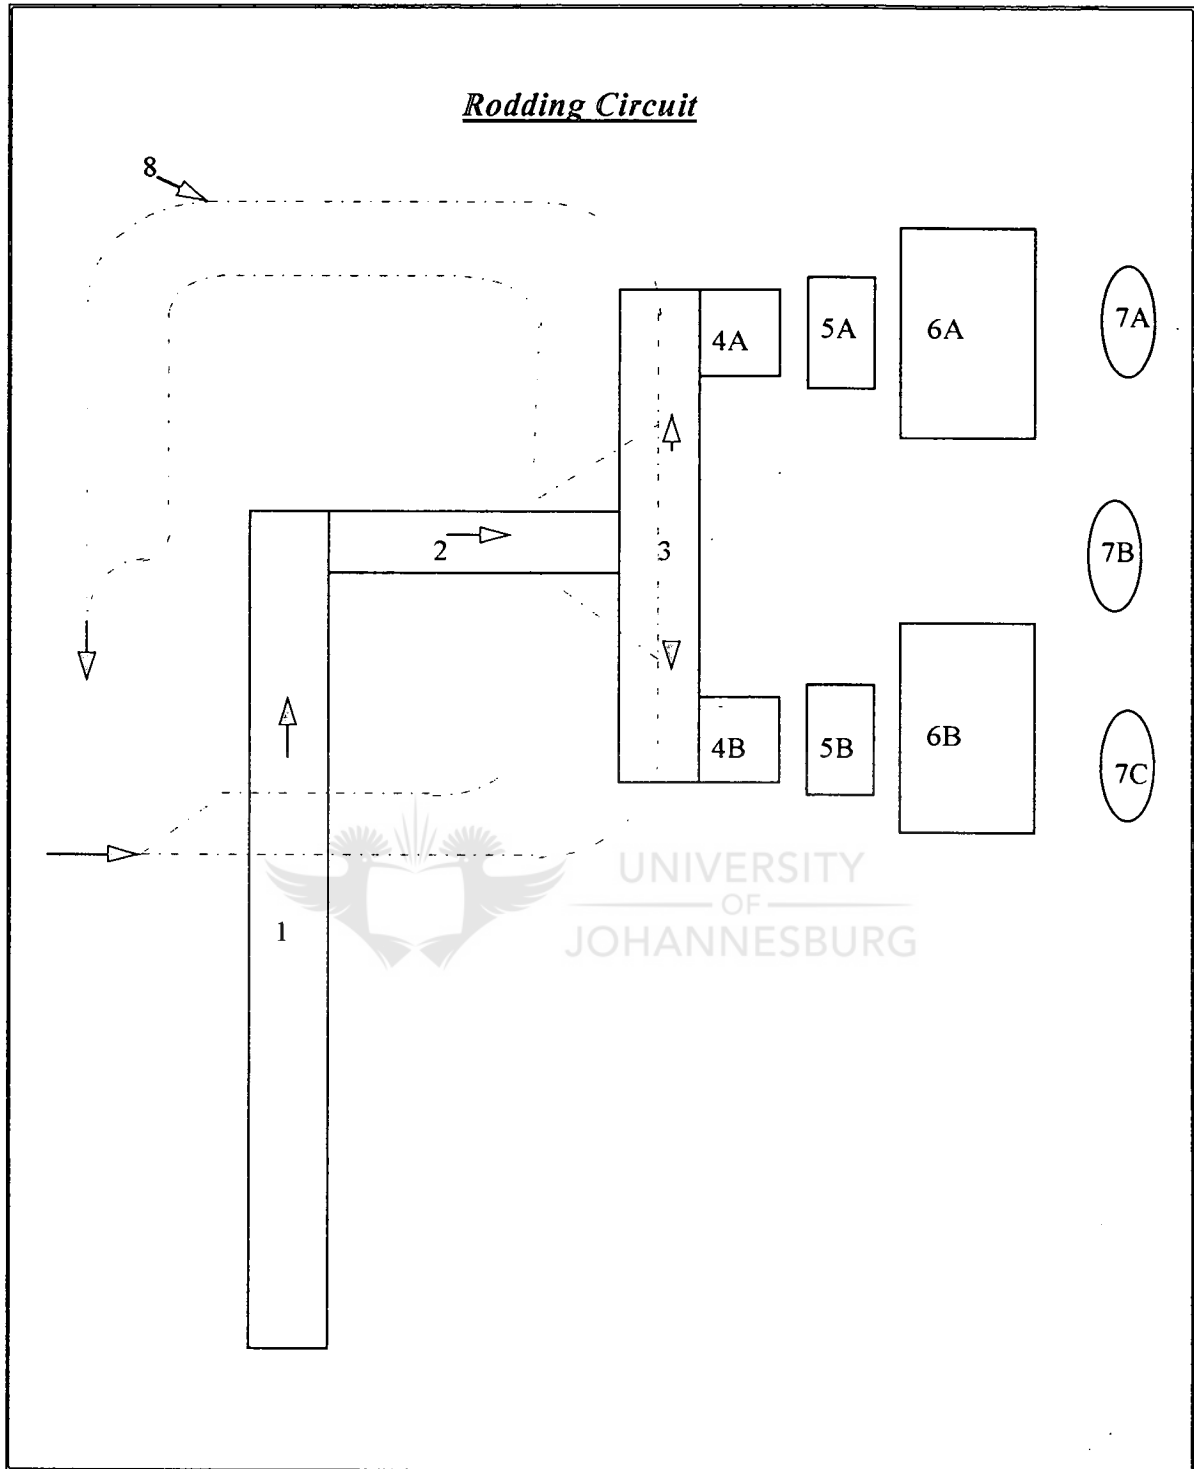 Rodding Circuit
8
4A
5A
6A
7A
2
3
7B
4B
5B
6B
7C
1
UNIVERSITY
OF
JOHANNESBURG